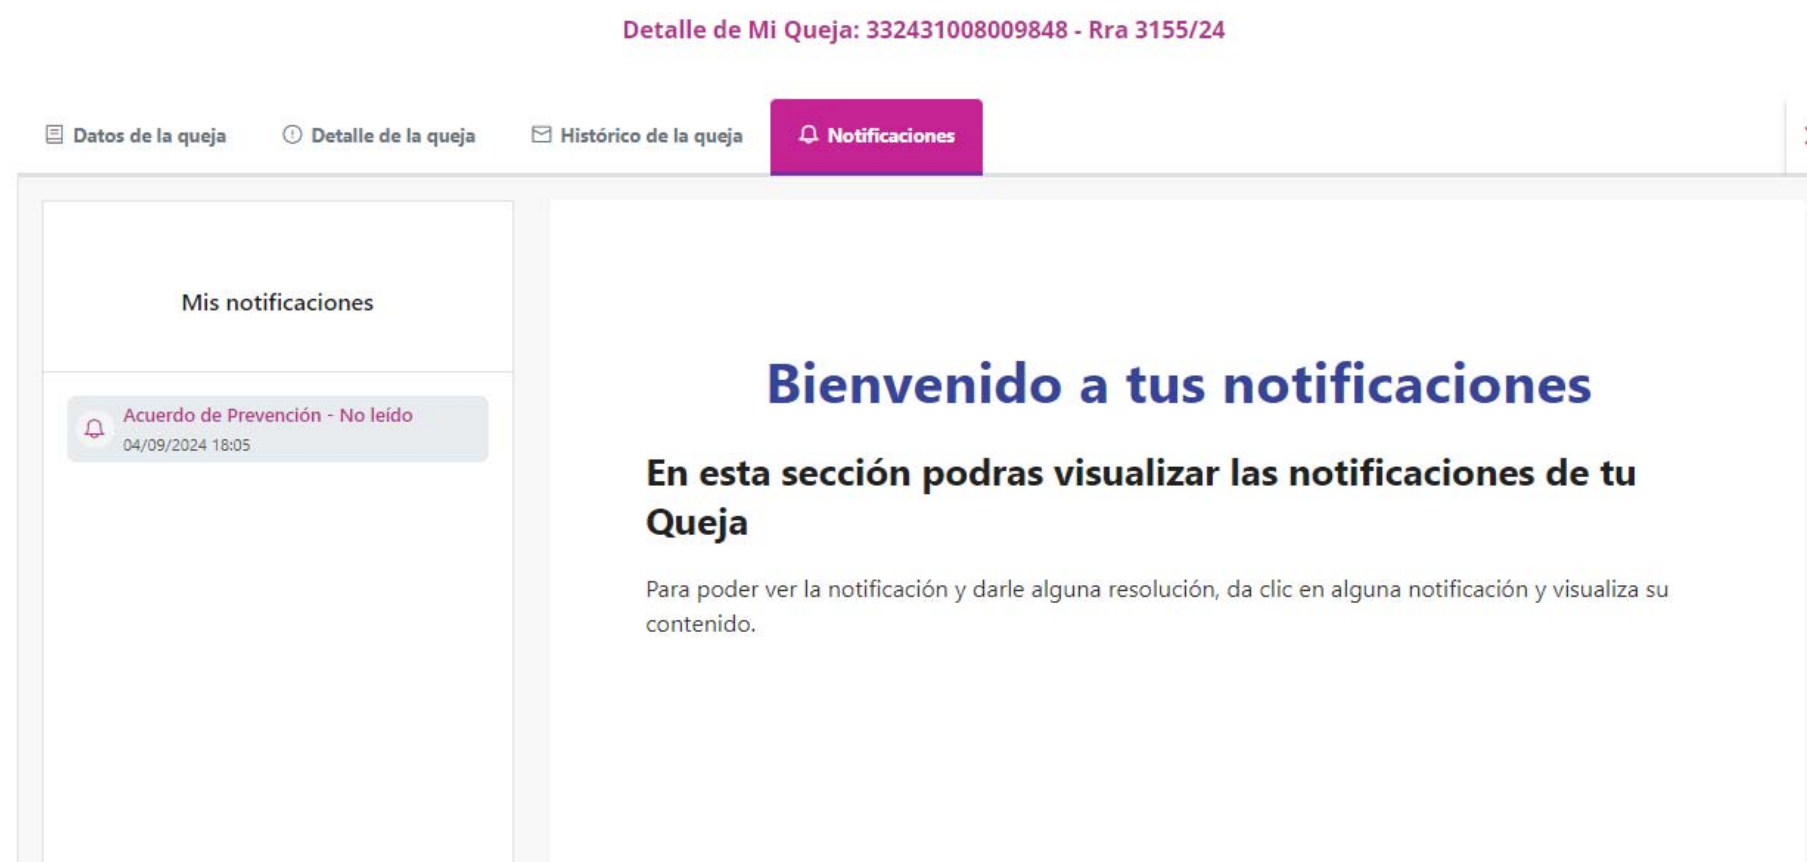 Detalle de Mi Queja: 332431008009848 - Rra 3155/24
Datos de la queja
Detalle de la queja
Histórico de la queja
Notificaciones
Mis notificaciones
Acuerdo de Prevención - No leído
04/09/2024 18:05
Bienvenido a tus notificaciones
En esta sección podras visualizar las notificaciones de tu
Queja
Para poder ver la notificación y darle alguna resolución, da clic en alguna notificación y visualiza su
contenido.